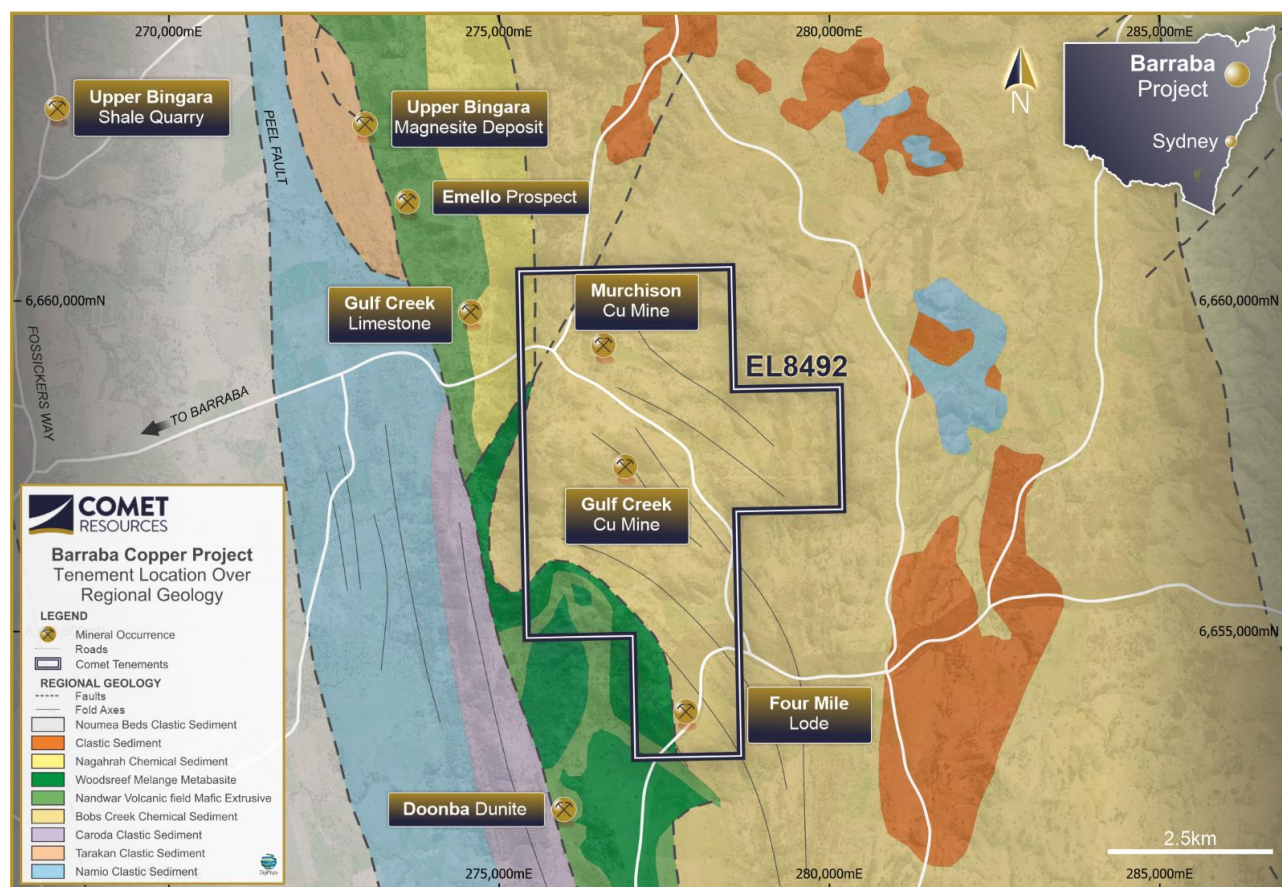 270,000mE
275,000mE
280,000mE
285,000mE
Upper Bingara
Shale Quarry
Upper Bingara
Magnesite Deposit
N
Barraba
Project
Sydney
PEEL FAULT
Emello Prospect
6,660,000mN
Gulf Creek
Limestone
Murchison
Cu Mine
6,660,000mN
EL8492
FOSSICKERS WAY
TO BARRABA
Gulf Creek
Cu Mine
COMET
RESOURCES
Barraba Copper Project
Tenement Location Over
Regional Geology
LEGEND
Mineral Occurrence
Roads
Comet Tenements
REGIONAL GEOLOGY
Faults
Fold Axes
Noumea Beds Clastic Sediment
Clastic Sediment
Nagahrah Chemical Sediment
Woodsreef Melange Metabasite
Nandwar Volcanic field Mafic Extrusive
Bobs Creek Chemical Sediment
Caroda Clastic Sediment
Tarakan Clastic Sediment
Namio Clastic Sediment
DigiMaps
6,655,000mN
Four Mile
Lode
Doonba Dunite
2.5km
275,000mE
280,000mE
285,000mE